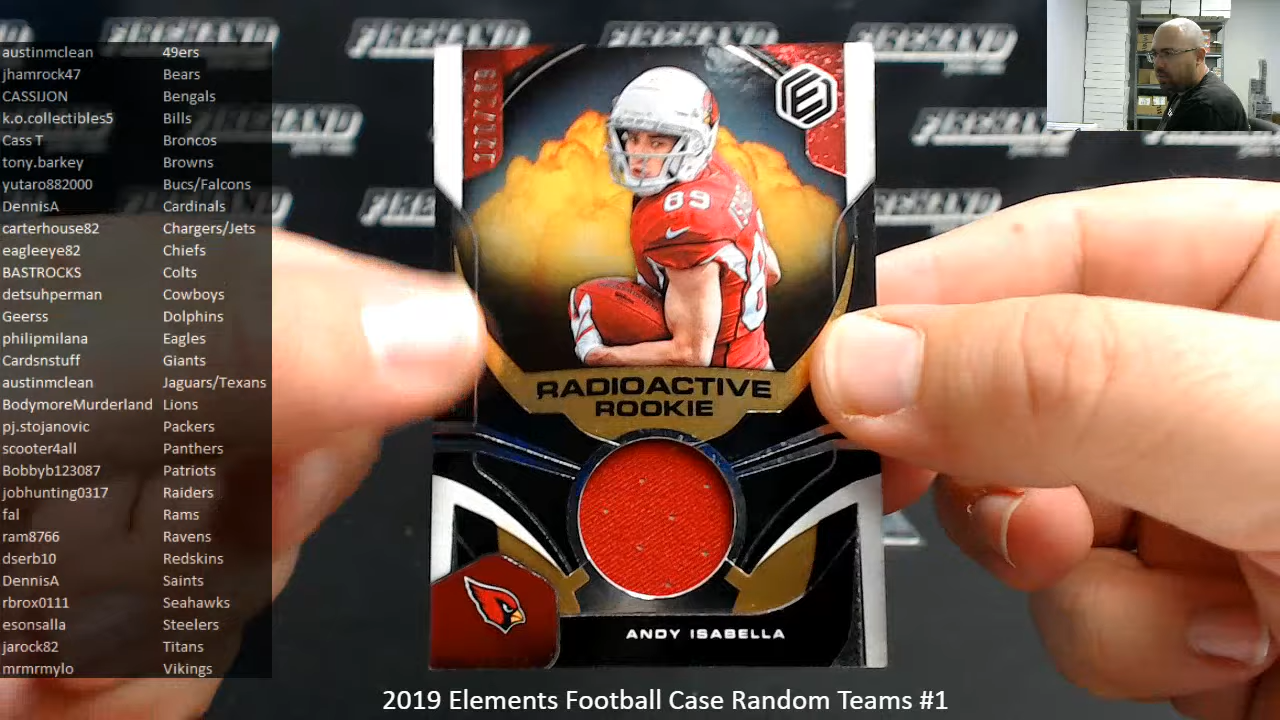 austinmclean 49ers
jhamrock47 Bears
CASSIJON Bengals
k.o.collectibles5 Bills
Cass T Broncos
tony.barkey Browns
yutaro882000 Bucs/Falcons
DennisA Cardinals
carterhouse82 Chargers/Jets
eagleeye82 Chiefs
BASTROCKS Colts
detsuhperman Cowboys
Geerss Dolphins
philipmilana Eagles
Cardsnstuff Giants
austinmclean Jaguars/Texans
BodymoreMurderland Lions
pj.stojanovic Packers
scooter4all Panthers
Bobbyb123087 Patriots
jobhunting0317 Raiders
fal Rams
ram8766 Ravens
dserb10 Redskins
DennisA Saints
rbrox0111 Seahawks
esonsalla Steelers
jarock82 Titans
mrmrmylo Vikings
FIREHAND
FIREHAND
FIREHAND
E
89
RADIOACTIVE
ROOKIE
ANDY ISABELLA
2019 Elements Football Case Random Teams #1